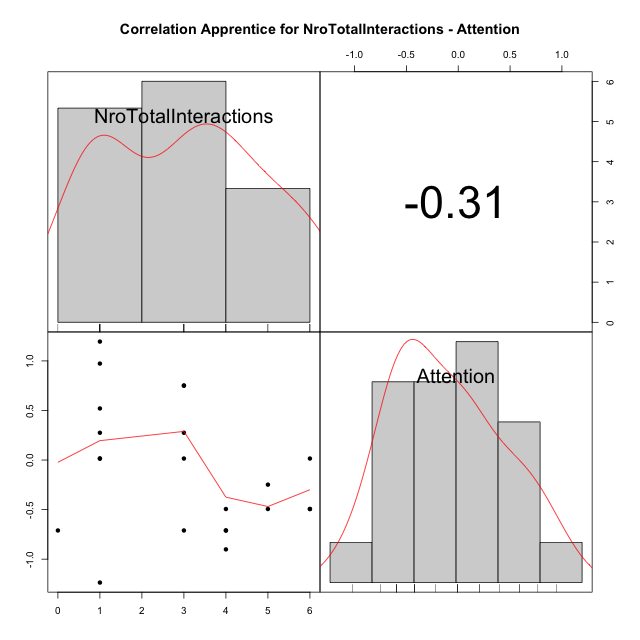 Correlation Apprentice for NroTotalInteractions - Attention
-1.0 -0.5 0.0 0.5 1.0
NroTotalInteractions
-0.31
6
5
4
3
2
1
0
1.0
0.5
0.0
-0.5
-1.0
Attention
0 1 2 3 4 5 6